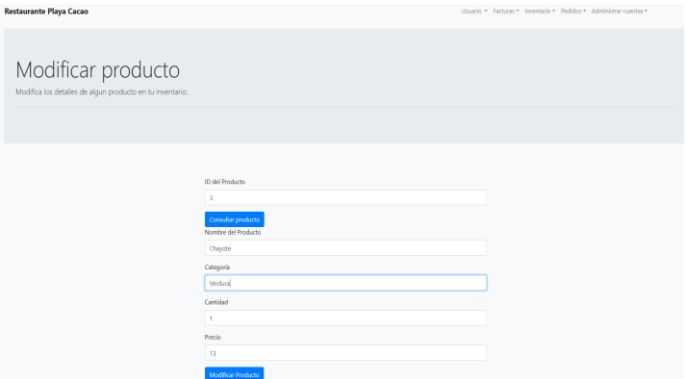 Restaurante Playa Cacao
Usuario Facturas Inventario Pedidos Administrar cuentas
Modificar producto
Modifica los detalles de algun producto en tu inventario.
ID del Producto
3
Consultar producto
Nombre del Producto
Chayote
Categoría
Verdura
Cantidad
1
Precio
13
Modificar Producto